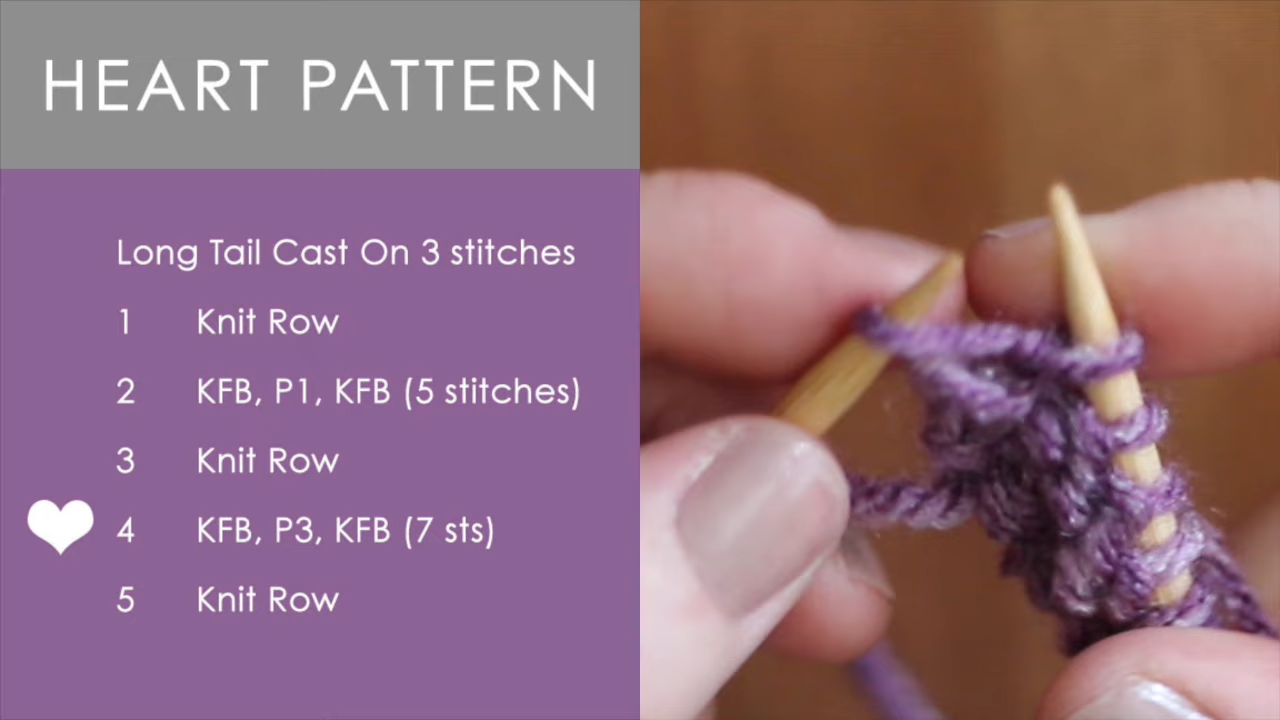 HEART PATTERN
Long Tail Cast On 3 stitches
1 Knit Row
2 KFB, P1, KFB (5 stitches)
3 Knit Row
4 KFB, P3, KFB (7 sts)
5 Knit Row